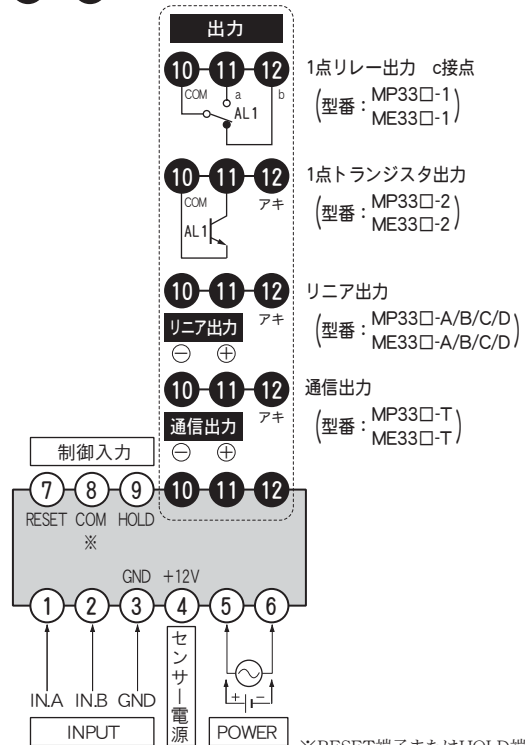 出力
10 11 12
COM a b
AL1
1点リレー出力 c接点
(型番：MP33□-1
ME33□-1)
10 11 12
COM アキ
AL1
1点トランジスタ出力
(型番：MP33□-2
ME33□-2)
10 11 12
リニア出力 アキ
⊖ ⊕
リニア出力
(型番：MP33□-A/B/C/D
ME33□-A/B/C/D)
10 11 12
通信出力 アキ
⊖ ⊕
通信出力
(型番：MP33□-T
ME33□-T)
制御入力
7 8 9 10 11 12
RESET COM HOLD
※
GND +12V
1 2 3 4 5 6
IN.A IN.B GND
INPUT
センサー電源
+ −
POWER